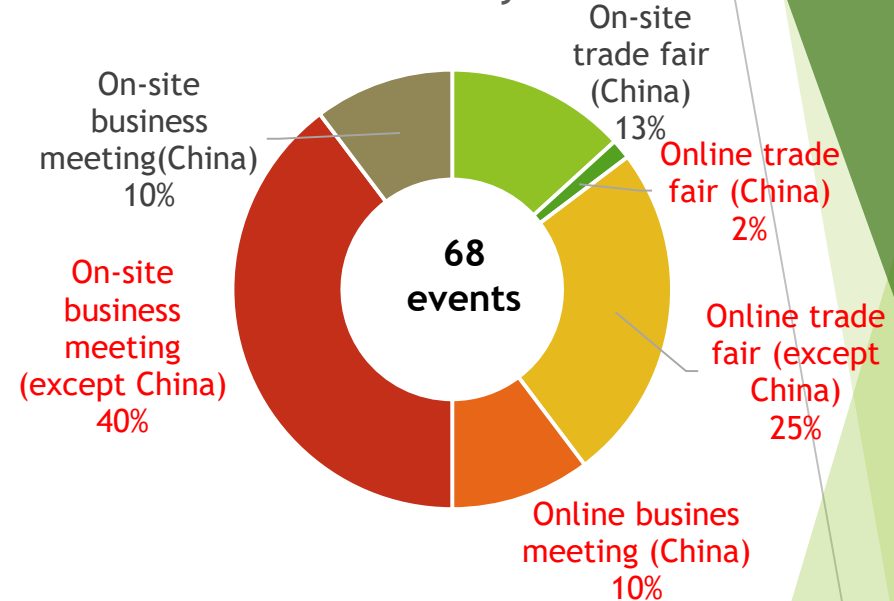 On-site
trade fair
(China)
13%
On-site
business
meeting(China)
10%
Online trade
fair (China)
2%
68
events
On-site
business
meeting
(except China)
40%
Online trade
fair (except
China)
25%
Online busines
meeting (China)
10%